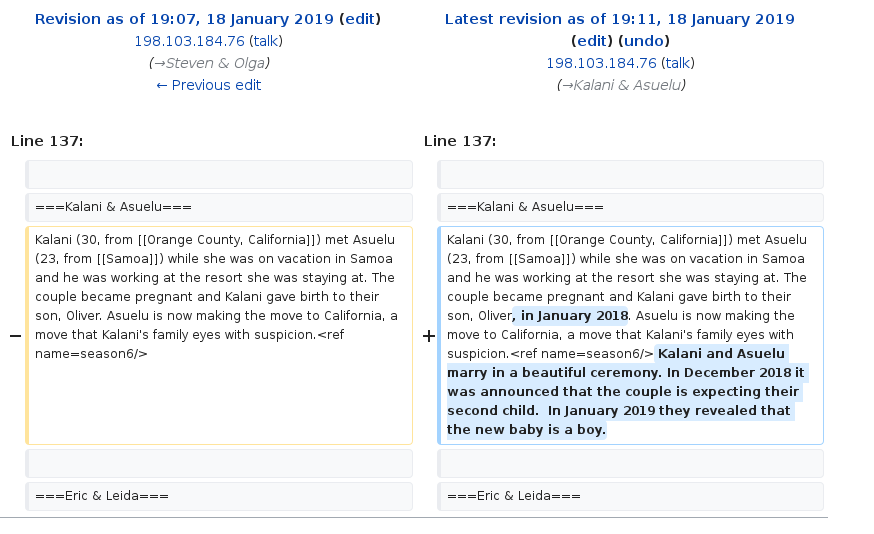 Revision as of 19:07, 18 January 2019 (edit)
198.103.184.76 (talk)
(→Steven & Olga)
← Previous edit
Latest revision as of 19:11, 18 January 2019
(edit) (undo)
198.103.184.76 (talk)
(→Kalani & Asuelu)
Line 137:
===Kalani & Asuelu===
− Kalani (30, from [[Orange County, California]]) met Asuelu
(23, from [[Samoa]]) while she was on vacation in Samoa
and he was working at the resort she was staying at. The
couple became pregnant and Kalani gave birth to their
son, Oliver. Asuelu is now making the move to California, a
move that Kalani's family eyes with suspicion.<ref
name=season6/>
===Eric & Leida===
Line 137:
===Kalani & Asuelu===
+ Kalani (30, from [[Orange County, California]]) met Asuelu
(23, from [[Samoa]]) while she was on vacation in Samoa
and he was working at the resort she was staying at. The
couple became pregnant and Kalani gave birth to their
son, Oliver, in January 2018. Asuelu is now making the
move to California, a move that Kalani's family eyes with
suspicion.<ref name=season6/> Kalani and Asuelu
marry in a beautiful ceremony. In December 2018 it
was announced that the couple is expecting their
second child.  In January 2019 they revealed that
the new baby is a boy.
===Eric & Leida===